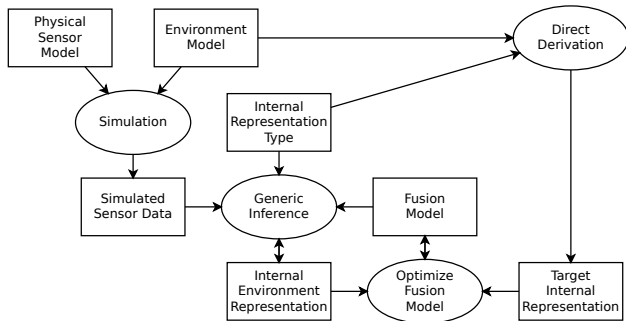 Physical
Sensor
Model
Environment
Model
Direct
Derivation
Simulation
Internal
Representation
Type
Simulated
Sensor Data
Generic
Inference
Fusion
Model
Internal
Environment
Representation
Optimize
Fusion
Model
Target
Internal
Representation